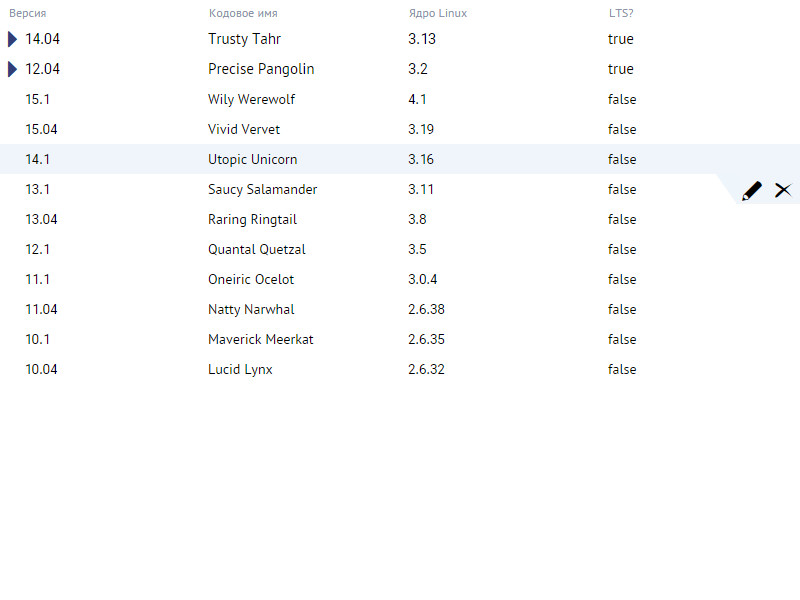 Версия Кодовое имя Ядро Linux LTS?
14.04 Trusty Tahr 3.13 true
12.04 Precise Pangolin 3.2 true
15.1 Wily Werewolf 4.1 false
15.04 Vivid Vervet 3.19 false
14.1 Utopic Unicorn 3.16 false
13.1 Saucy Salamander 3.11 false
13.04 Raring Ringtail 3.8 false
12.1 Quantal Quetzal 3.5 false
11.1 Oneiric Ocelot 3.0.4 false
11.04 Natty Narwhal 2.6.38 false
10.1 Maverick Meerkat 2.6.35 false
10.04 Lucid Lynx 2.6.32 false